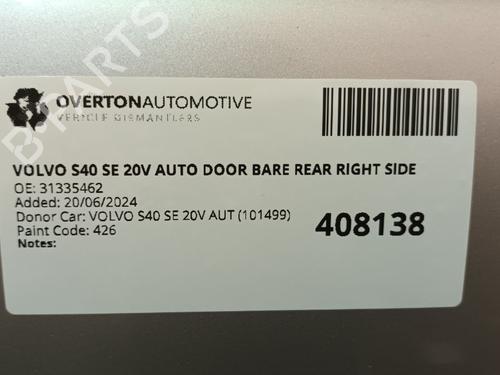 B-PARTS
OVERTONAUTOMOTIVE
VEHICLE DISMANTLERS
VOLVO S40 SE 20V AUTO DOOR BARE REAR RIGHT SIDE
OE: 31335462
Added: 20/06/2024
Donor Car: VOLVO S40 SE 20V AUT (101499)
Paint Code: 426
Notes:
408138